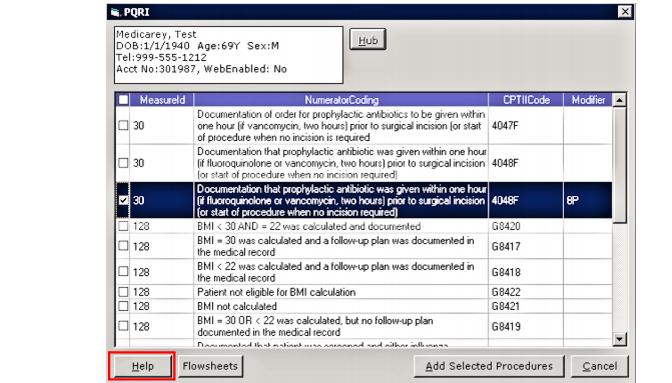 PQRI
Medicarey, Test
DOB:1/1/1940 Age:69Y Sex:M
Tel:999-555-1212
Acct No:301987, WebEnabled: No
Hub
MeasureId NumeratorCoding CPTIICode Modifier
30 Documentation of order for prophylactic antibiotics to be given within
one hour (if vancomycin, two hours) prior to surgical incision (or start
of procedure when no incision is required 4047F
30 Documentation that prophylactic antibiotic was given within one hour
(if fluoroquinolone or vancomycin, two hours) prior to surgical incision
(or start of procedure when no incision required) 4048F
30 Documentation that prophylactic antibiotic was given within one hour
(if fluoroquinolone or vancomycin, two hours) prior to surgical incision
(or start of procedure when no incision required) 4048F 8P
128 BMI < 30 AND = 22 was calculated and documented G8420
128 BMI = 30 was calculated and a follow-up plan was documented in
the medical record G8417
128 BMI < 22 was calculated and a follow-up plan was documented in
the medical record G8418
128 Patient not eligible for BMI calculation G8422
128 BMI not calculated G8421
128 BMI = 30 OR < 22 was calculated, but no follow-up plan
documented in the medical record G8419
Documented that patient was screened and either influenza
Help Flowsheets Add Selected Procedures Cancel